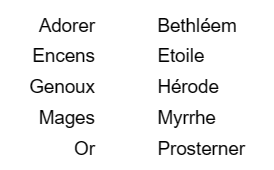 Adorer Bethléem
Encens Etoile
Genoux Hérode
Mages Myrrhe
Or Prosterner